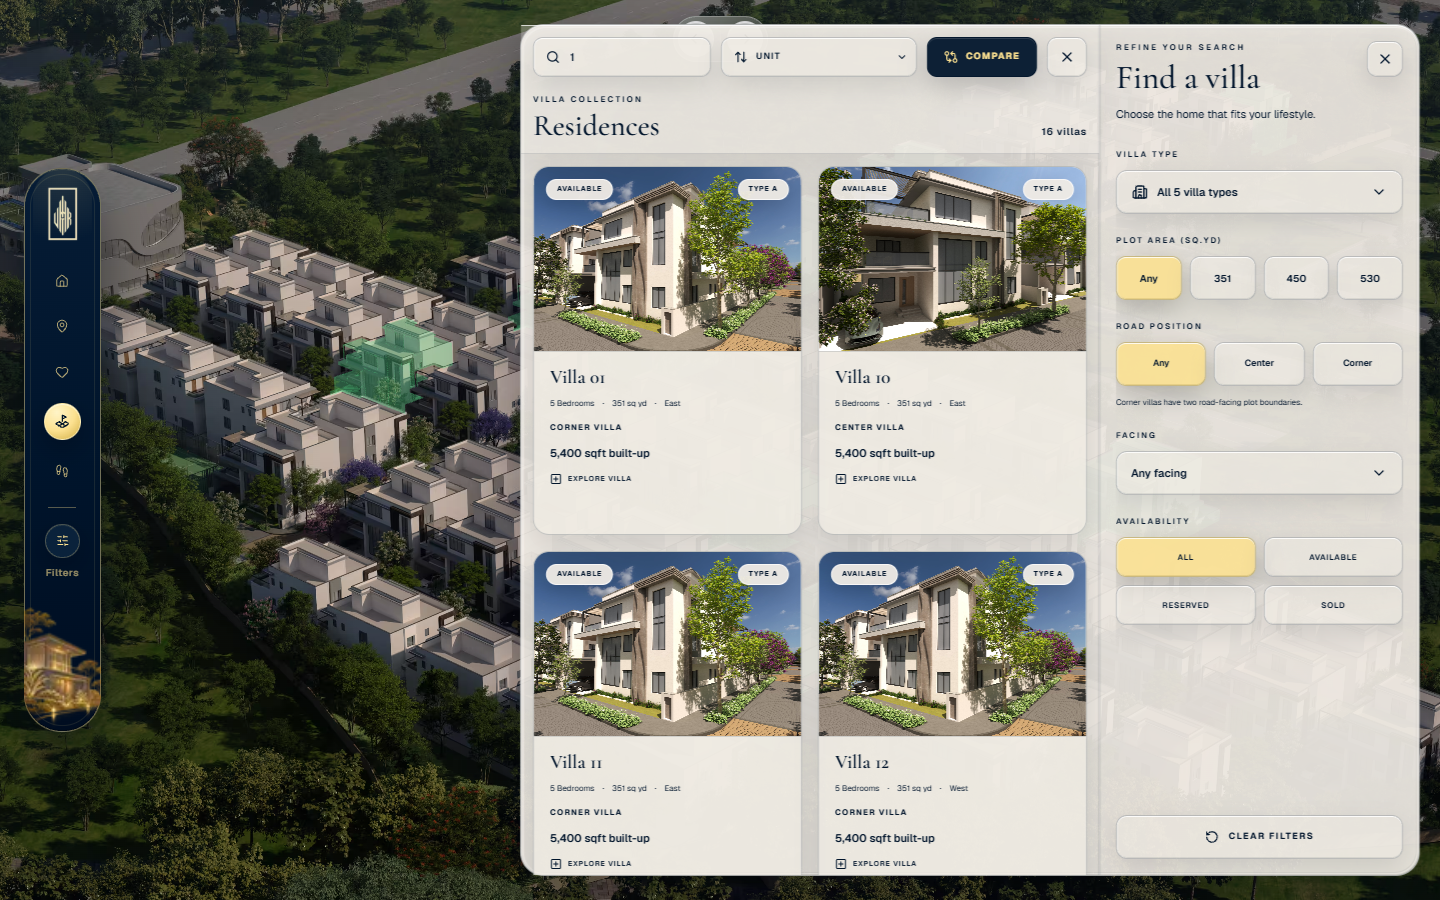 Filters
1
UNIT
COMPARE
VILLA COLLECTION
Residences
16 villas
AVAILABLE
TYPE A
Villa 01
5 Bedrooms · 351 sq yd · East
CORNER VILLA
5,400 sqft built-up
EXPLORE VILLA
AVAILABLE
TYPE A
Villa 10
5 Bedrooms · 351 sq yd · East
CENTER VILLA
5,400 sqft built-up
EXPLORE VILLA
AVAILABLE
TYPE A
Villa 11
5 Bedrooms · 351 sq yd · East
CORNER VILLA
5,400 sqft built-up
EXPLORE VILLA
AVAILABLE
TYPE A
Villa 12
5 Bedrooms · 351 sq yd · West
CORNER VILLA
5,400 sqft built-up
EXPLORE VILLA
REFINE YOUR SEARCH
Find a villa
Choose the home that fits your lifestyle.
VILLA TYPE
All 5 villa types
PLOT AREA (SQ.YD)
Any 351 450 530
ROAD POSITION
Any Center Corner
Corner villas have two road-facing plot boundaries.
FACING
Any facing
AVAILABILITY
ALL AVAILABLE
RESERVED SOLD
CLEAR FILTERS